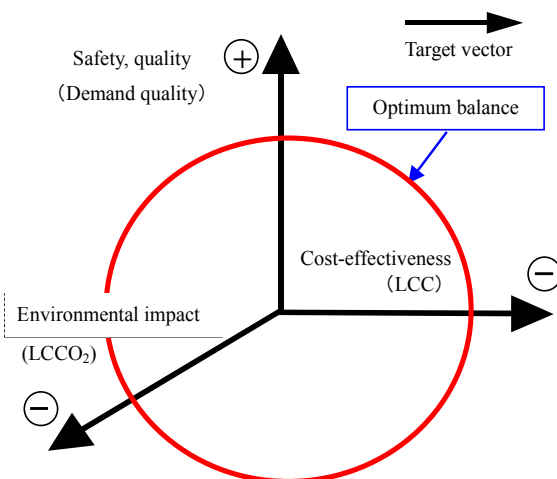 Safety, quality
（Demand quality）
+
Target vector
Optimum balance
Cost-effectiveness
（LCC）
−
Environmental impact
(LCCO₂)
−